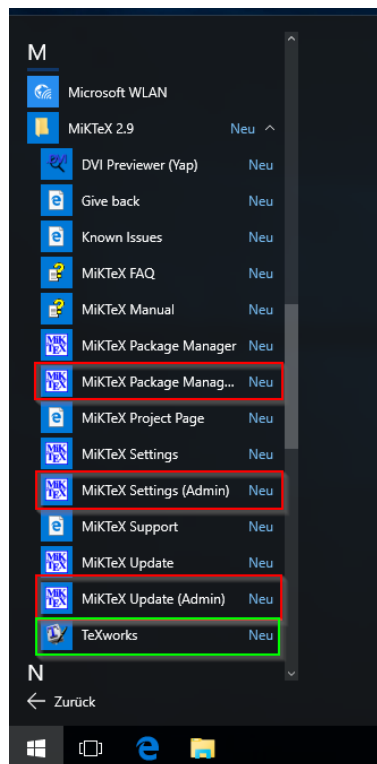 M
Microsoft WLAN
MiKTeX 2.9 Neu
DVI Previewer (Yap) Neu
Give back Neu
Known Issues Neu
MiKTeX FAQ Neu
MiKTeX Manual Neu
MiKTeX Package Manager Neu
MiKTeX Package Manag... Neu
MiKTeX Project Page Neu
MiKTeX Settings Neu
MiKTeX Settings (Admin) Neu
MiKTeX Support Neu
MiKTeX Update Neu
MiKTeX Update (Admin) Neu
TeXworks Neu
N
Zurück